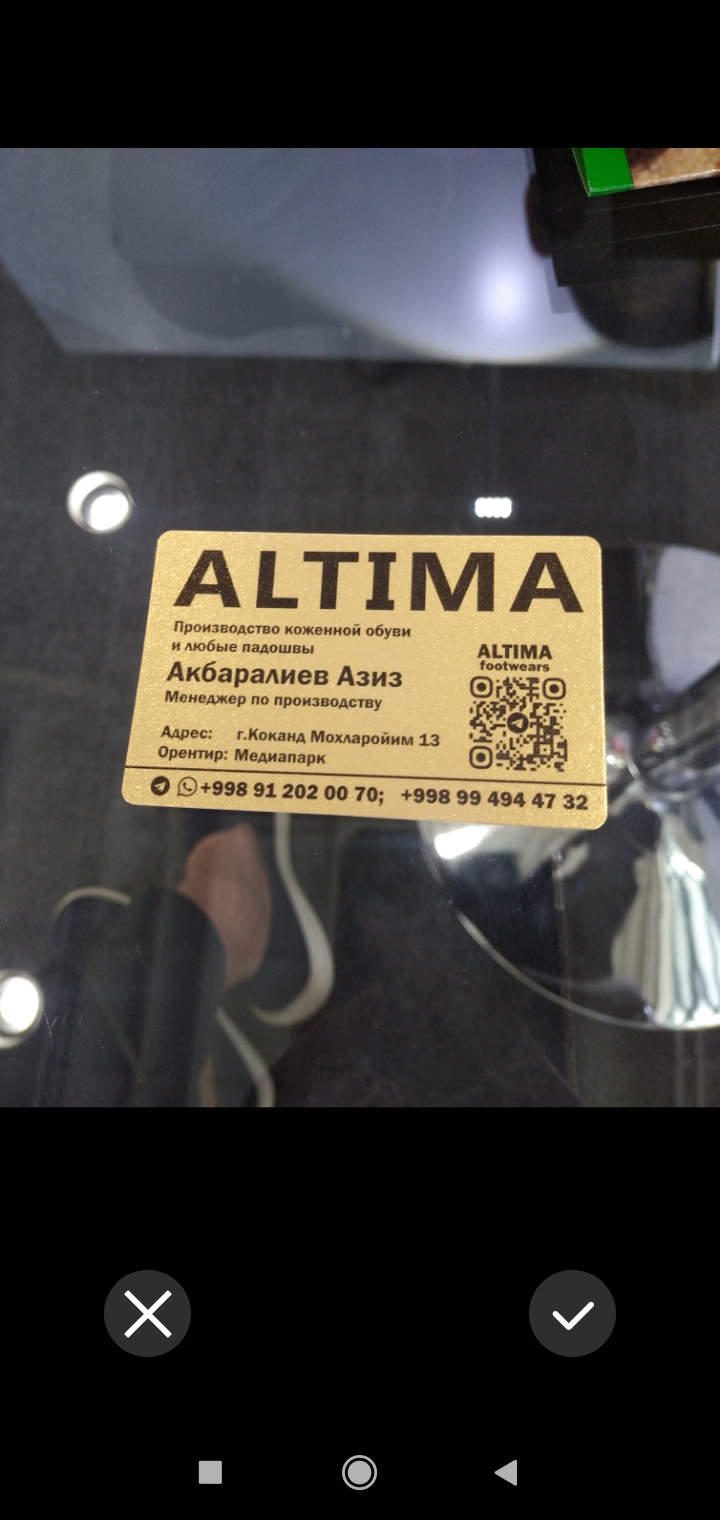 ALTIMA
Производство коженной обуви
и любые падошвы
Акбаралиев Азиз
Менеджер по производству
Адрес: г.Коканд Мохларойим 13
Орентир: Медиапарк
ALTIMA
footwears
+998 91 202 00 70; +998 99 494 47 32